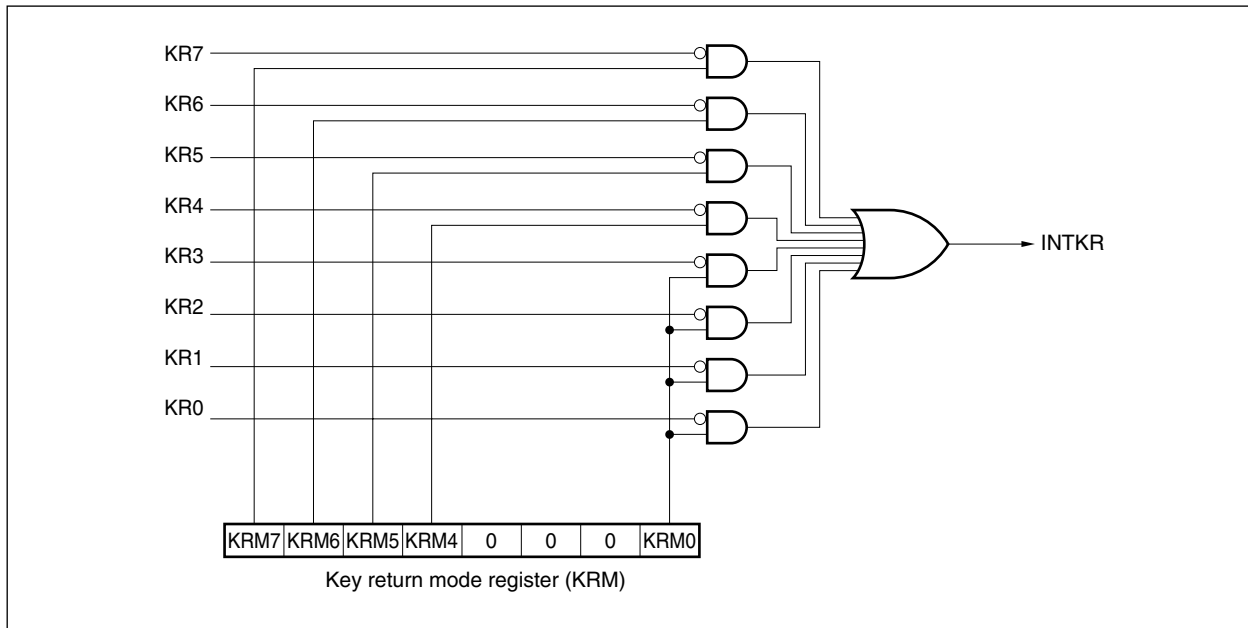 KR7
KR6
KR5
KR4
KR3
KR2
KR1
KR0
INTKR
KRM7 KRM6 KRM5 KRM4 0 0 0 KRM0
Key return mode register (KRM)